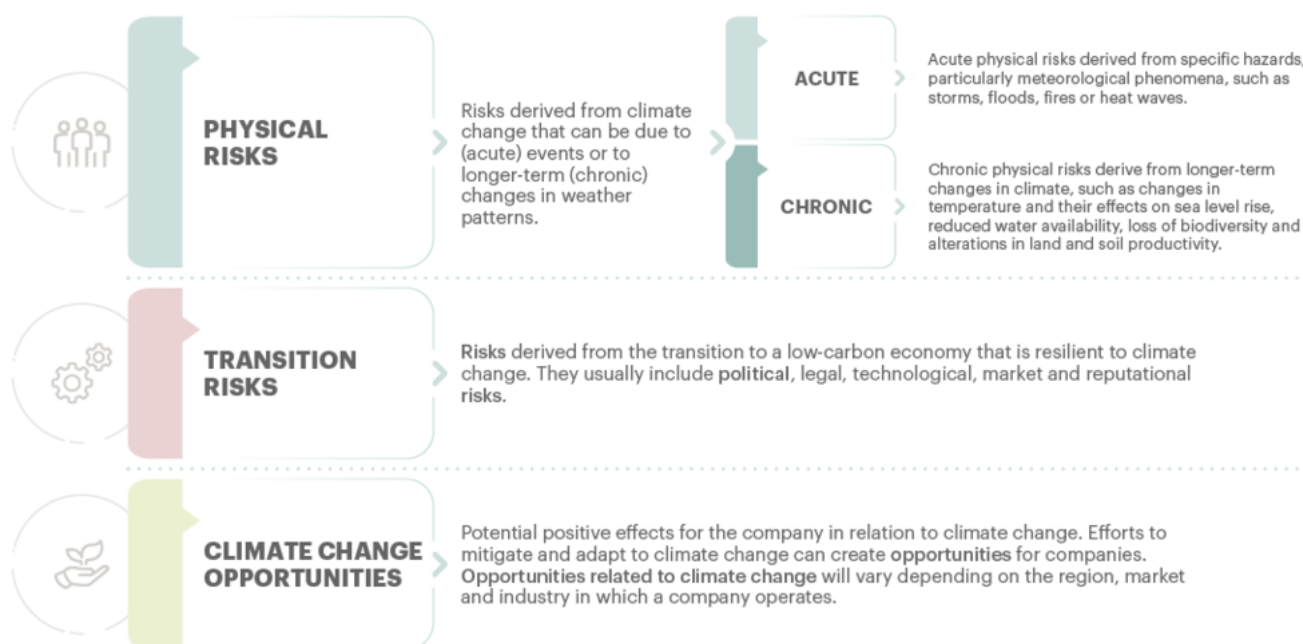 PHYSICAL
RISKS
Risks derived from climate
change that can be due to
(acute) events or to
longer-term (chronic)
changes in weather
patterns.
ACUTE
Acute physical risks derived from specific hazards,
particularly meteorological phenomena, such as
storms, floods, fires or heat waves.
CHRONIC
Chronic physical risks derive from longer-term
changes in climate, such as changes in
temperature and their effects on sea level rise,
reduced water availability, loss of biodiversity and
alterations in land and soil productivity.
TRANSITION
RISKS
Risks derived from the transition to a low-carbon economy that is resilient to climate
change. They usually include political, legal, technological, market and reputational
risks.
CLIMATE CHANGE
OPPORTUNITIES
Potential positive effects for the company in relation to climate change. Efforts to
mitigate and adapt to climate change can create opportunities for companies.
Opportunities related to climate change will vary depending on the region, market
and industry in which a company operates.